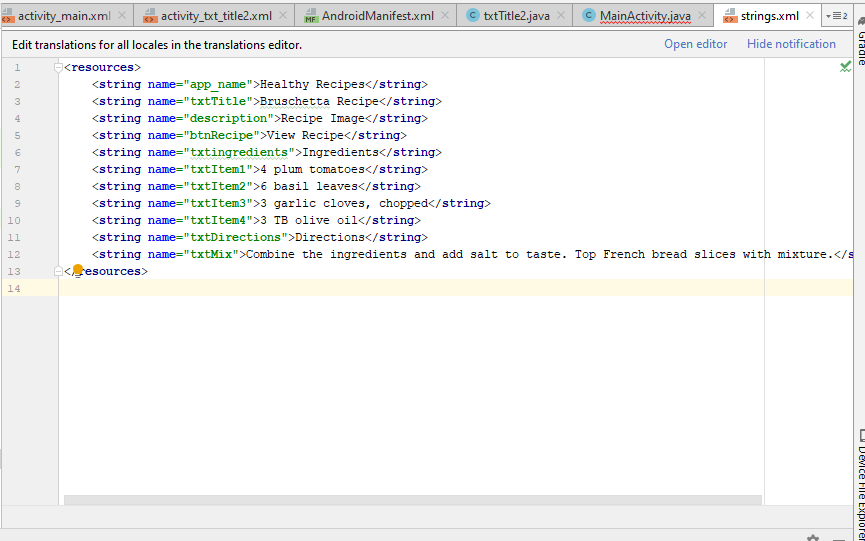 activity_main.xml activity_txt_title2.xml AndroidManifest.xml txtTitle2.java MainActivity.java strings.xml 2
Edit translations for all locales in the translations editor. Open editor Hide notification
1 <resources>
2 <string name="app_name">Healthy Recipes</string>
3 <string name="txtTitle">Bruschetta Recipe</string>
4 <string name="description">Recipe Image</string>
5 <string name="btnRecipe">View Recipe</string>
6 <string name="txtingredients">Ingredients</string>
7 <string name="txtItem1">4 plum tomatoes</string>
8 <string name="txtItem2">6 basil leaves</string>
9 <string name="txtItem3">3 garlic cloves, chopped</string>
10 <string name="txtItem4">3 TB olive oil</string>
11 <string name="txtDirections">Directions</string>
12 <string name="txtMix">Combine the ingredients and add salt to taste. Top French bread slices with mixture.</s
13 </resources>
14
Gradle
Device File Explorer